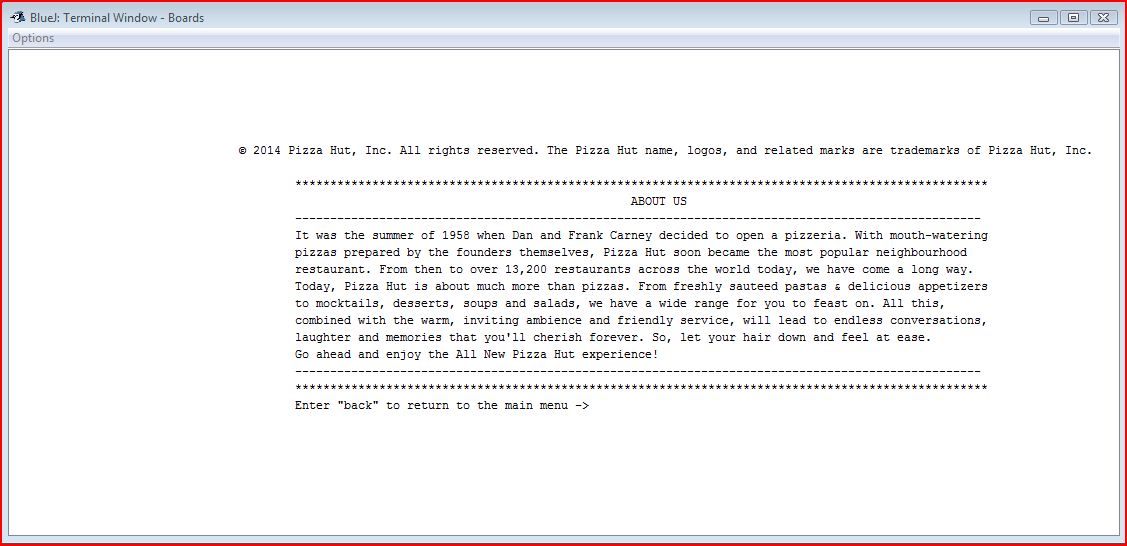 BlueJ: Terminal Window - Boards
Options
© 2014 Pizza Hut, Inc. All rights reserved. The Pizza Hut name, logos, and related marks are trademarks of Pizza Hut, Inc.
***************************************************************************************************
ABOUT US
--------------------------------------------------------------------------------------------------
It was the summer of 1958 when Dan and Frank Carney decided to open a pizzeria. With mouth-watering
pizzas prepared by the founders themselves, Pizza Hut soon became the most popular neighbourhood
restaurant. From then to over 13,200 restaurants across the world today, we have come a long way.
Today, Pizza Hut is about much more than pizzas. From freshly sauteed pastas & delicious appetizers
to mocktails, desserts, soups and salads, we have a wide range for you to feast on. All this,
combined with the warm, inviting ambience and friendly service, will lead to endless conversations,
laughter and memories that you'll cherish forever. So, let your hair down and feel at ease.
Go ahead and enjoy the All New Pizza Hut experience!
--------------------------------------------------------------------------------------------------
***************************************************************************************************
Enter "back" to return to the main menu ->